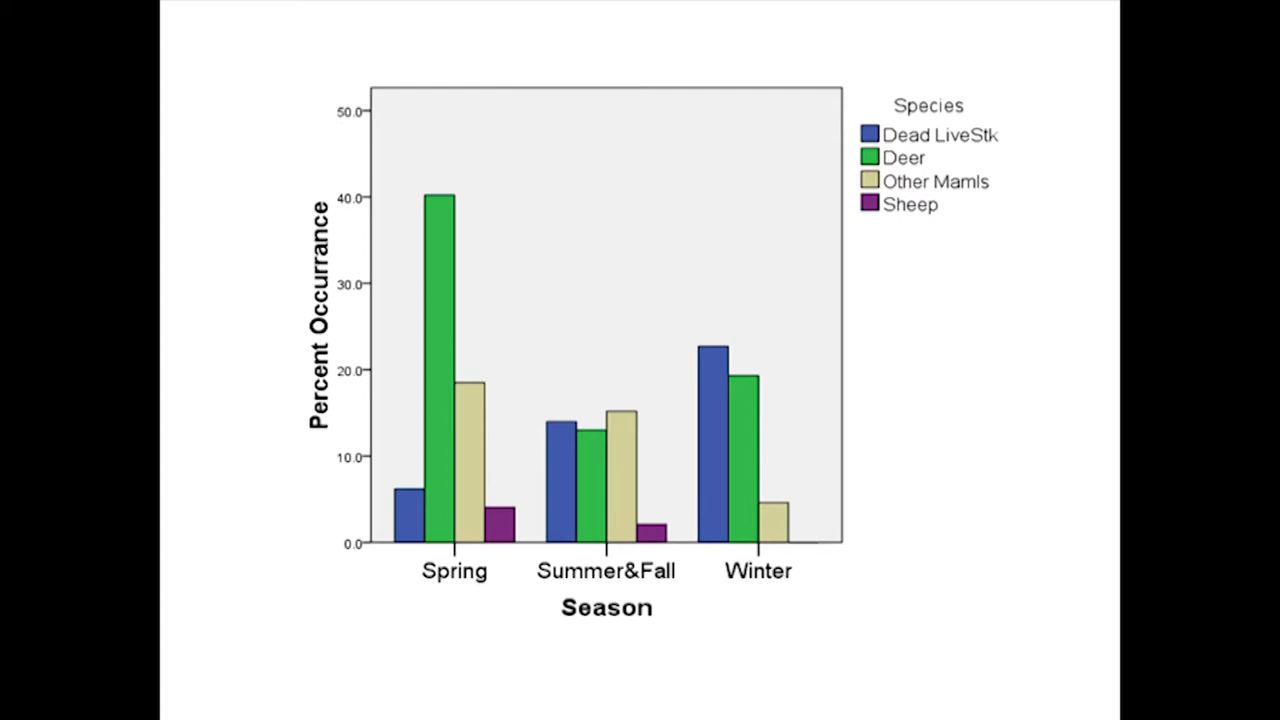 Species
Dead LiveStk
Deer
Other Mamls
Sheep
Percent Occurrance
50.0
40.0
30.0
20.0
10.0
0.0
Spring
Summer&Fall
Winter
Season